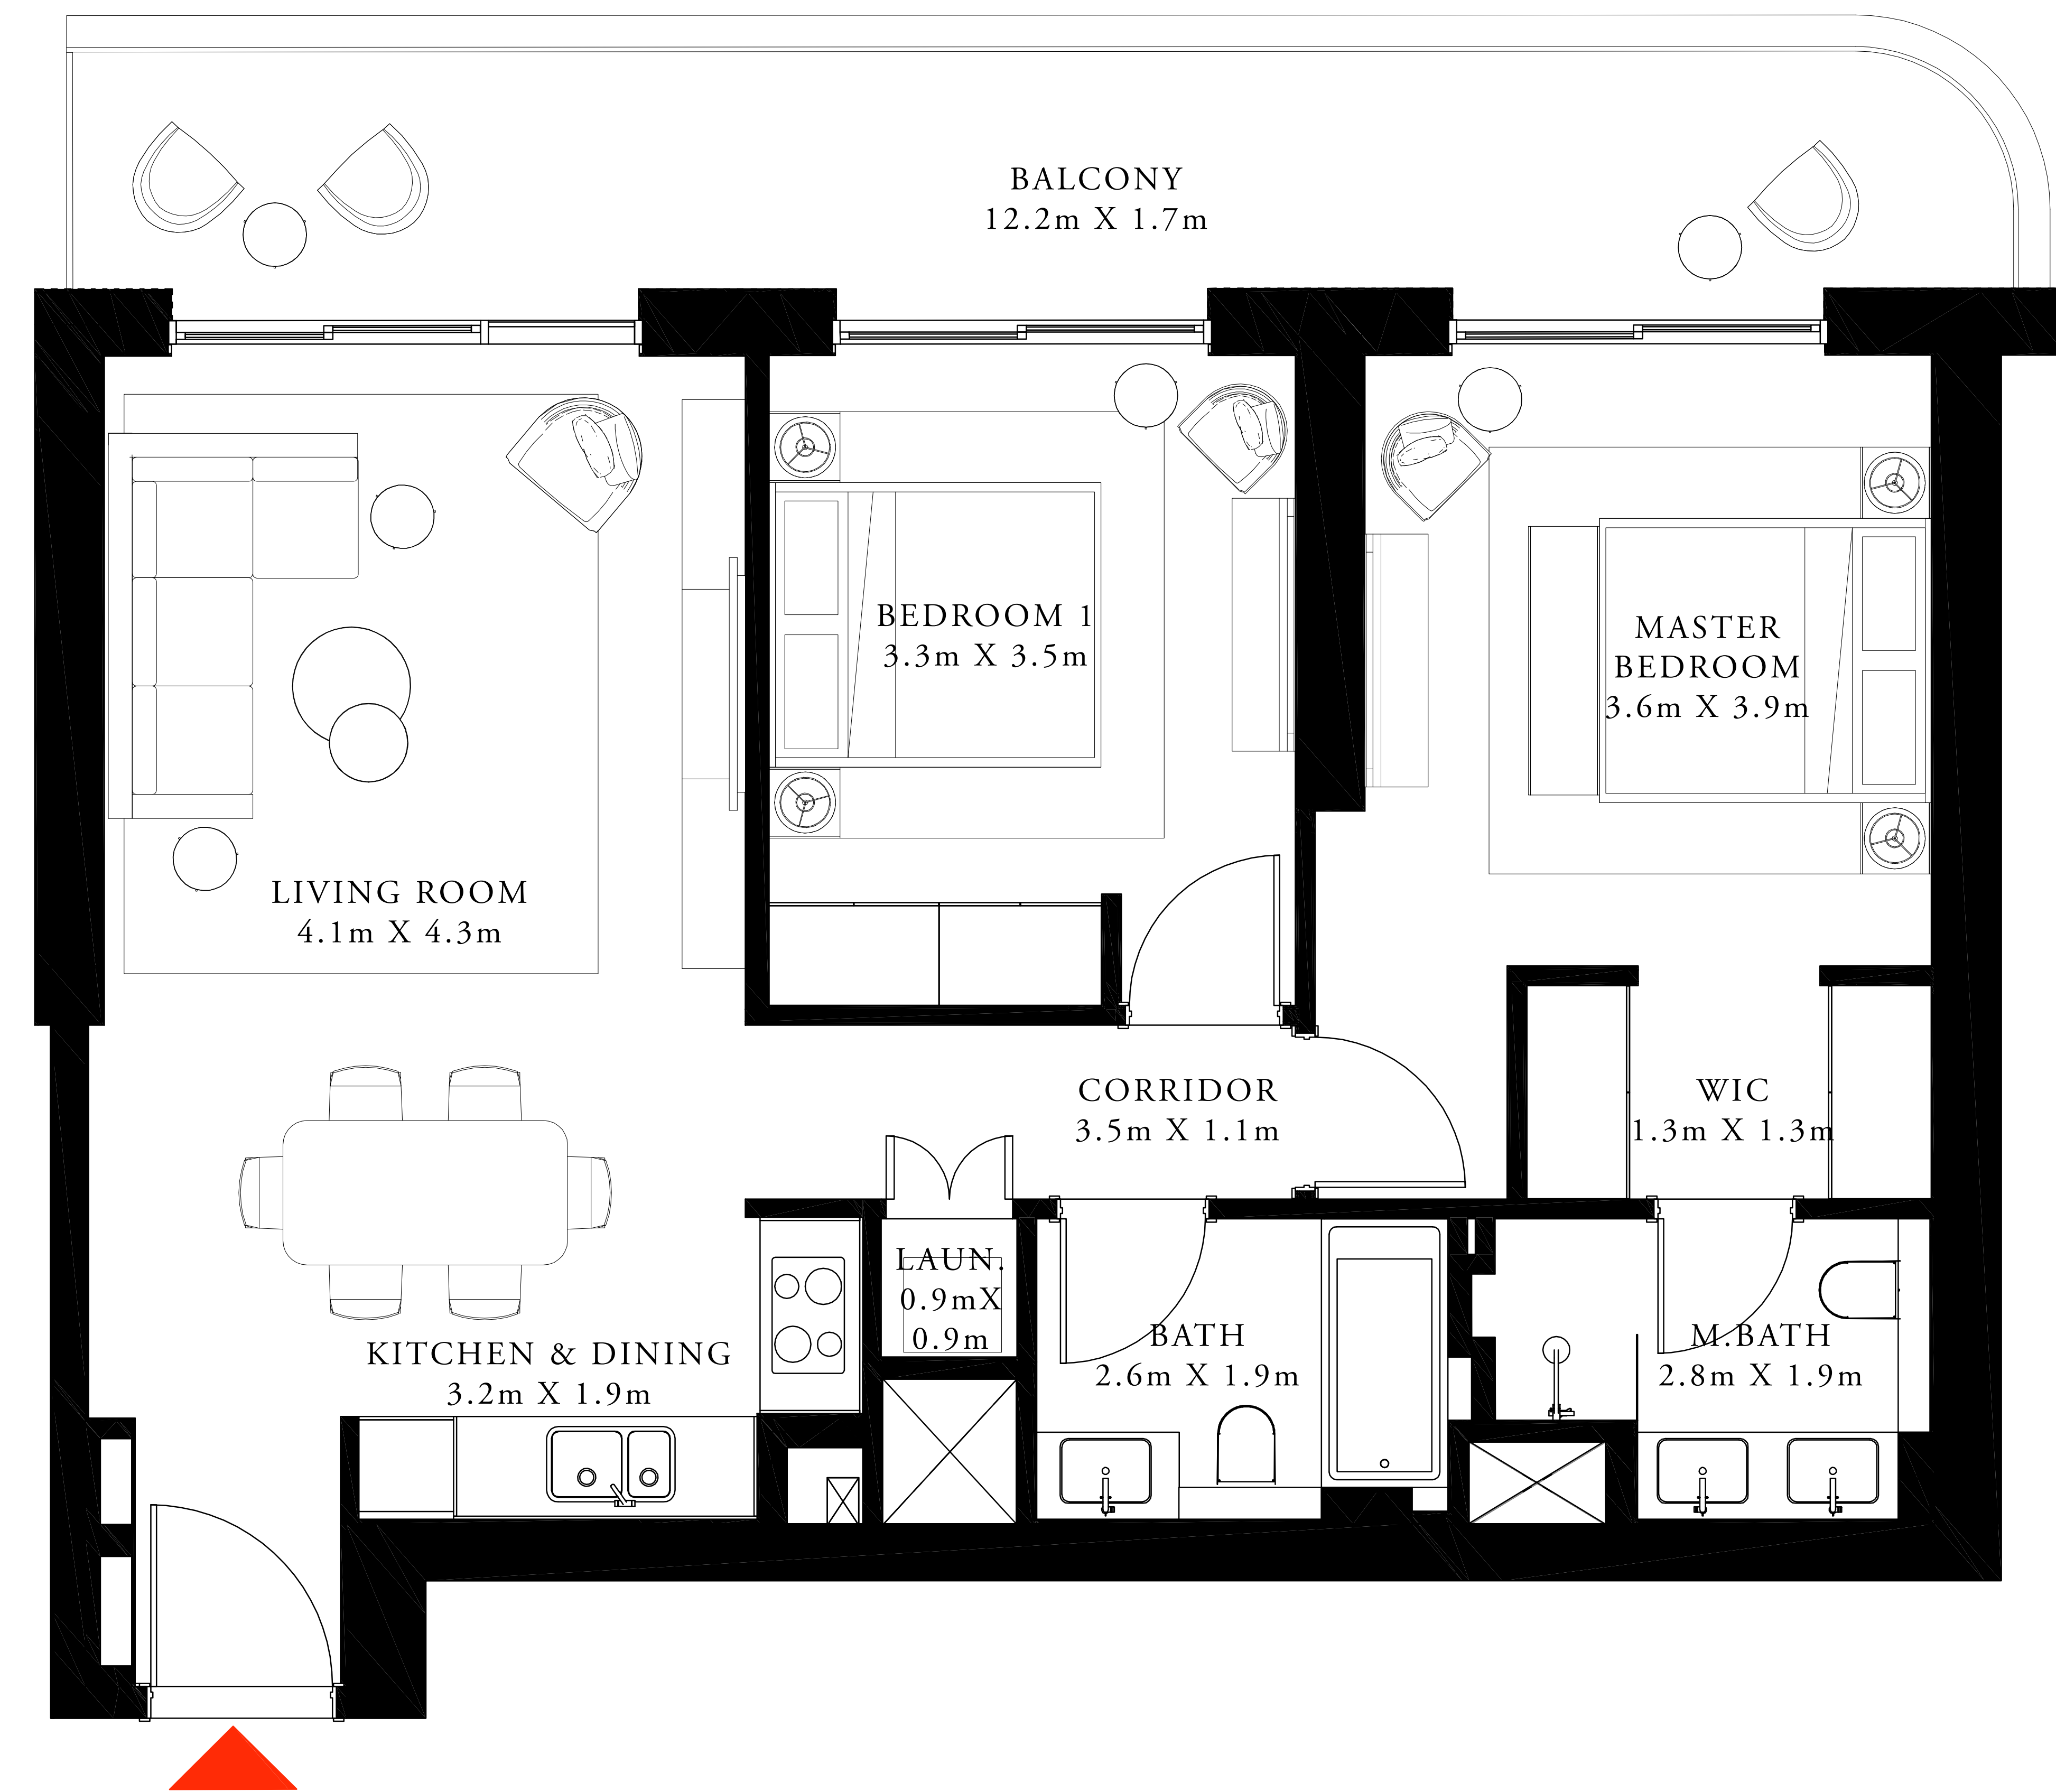 BALCONY
12.2m X 1.7m
BEDROOM 1
3.3m X 3.5m
MASTER
BEDROOM
3.6m X 3.9m
LIVING ROOM
4.1m X 4.3m
CORRIDOR
3.5m X 1.1m
WIC
1.3m X 1.3m
LAUN.
0.9mX
0.9m
KITCHEN & DINING
3.2m X 1.9m
BATH
2.6m X 1.9m
M.BATH
2.8m X 1.9m